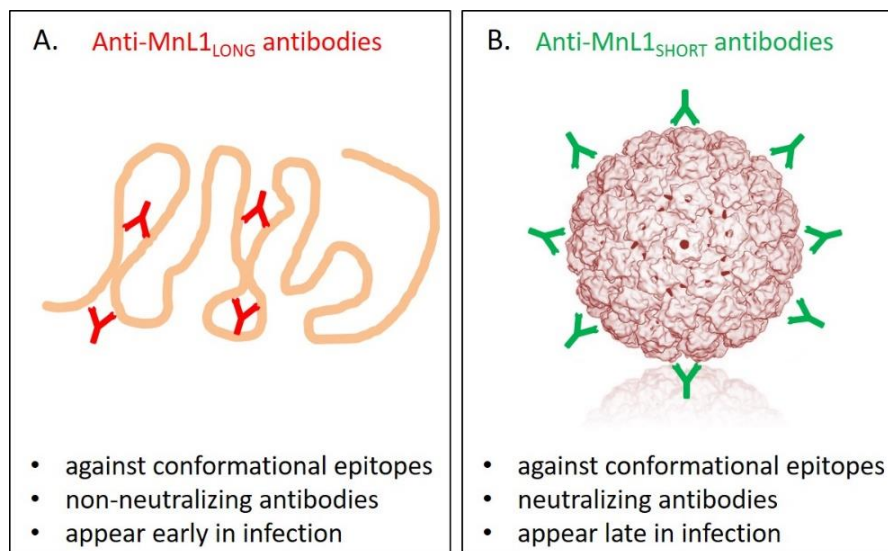 A. Anti-MnL1LONG antibodies
• against conformational epitopes
• non-neutralizing antibodies
• appear early in infection
B. Anti-MnL1SHORT antibodies
• against conformational epitopes
• neutralizing antibodies
• appear late in infection